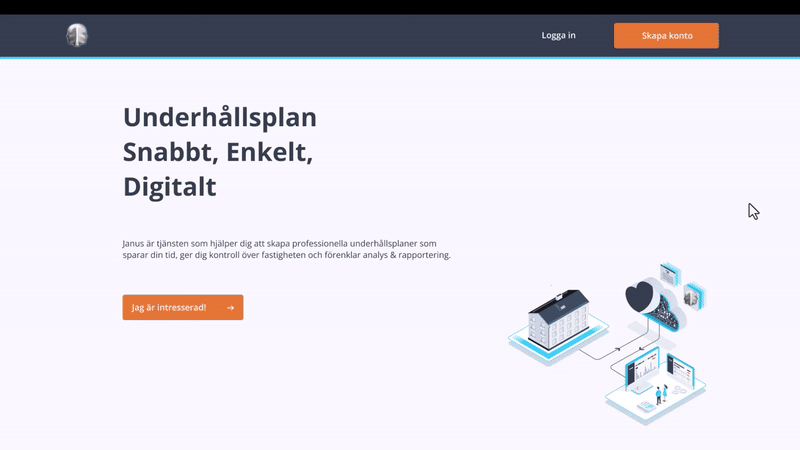 Logga in
Skapa konto
Underhållsplan
Snabbt, Enkelt,
Digitalt
Janus är tjänsten som hjälper dig att skapa professionella underhållsplaner som
sparar din tid, ger dig kontroll över fastigheten och förenklar analys & rapportering.
Jag är intresserad!